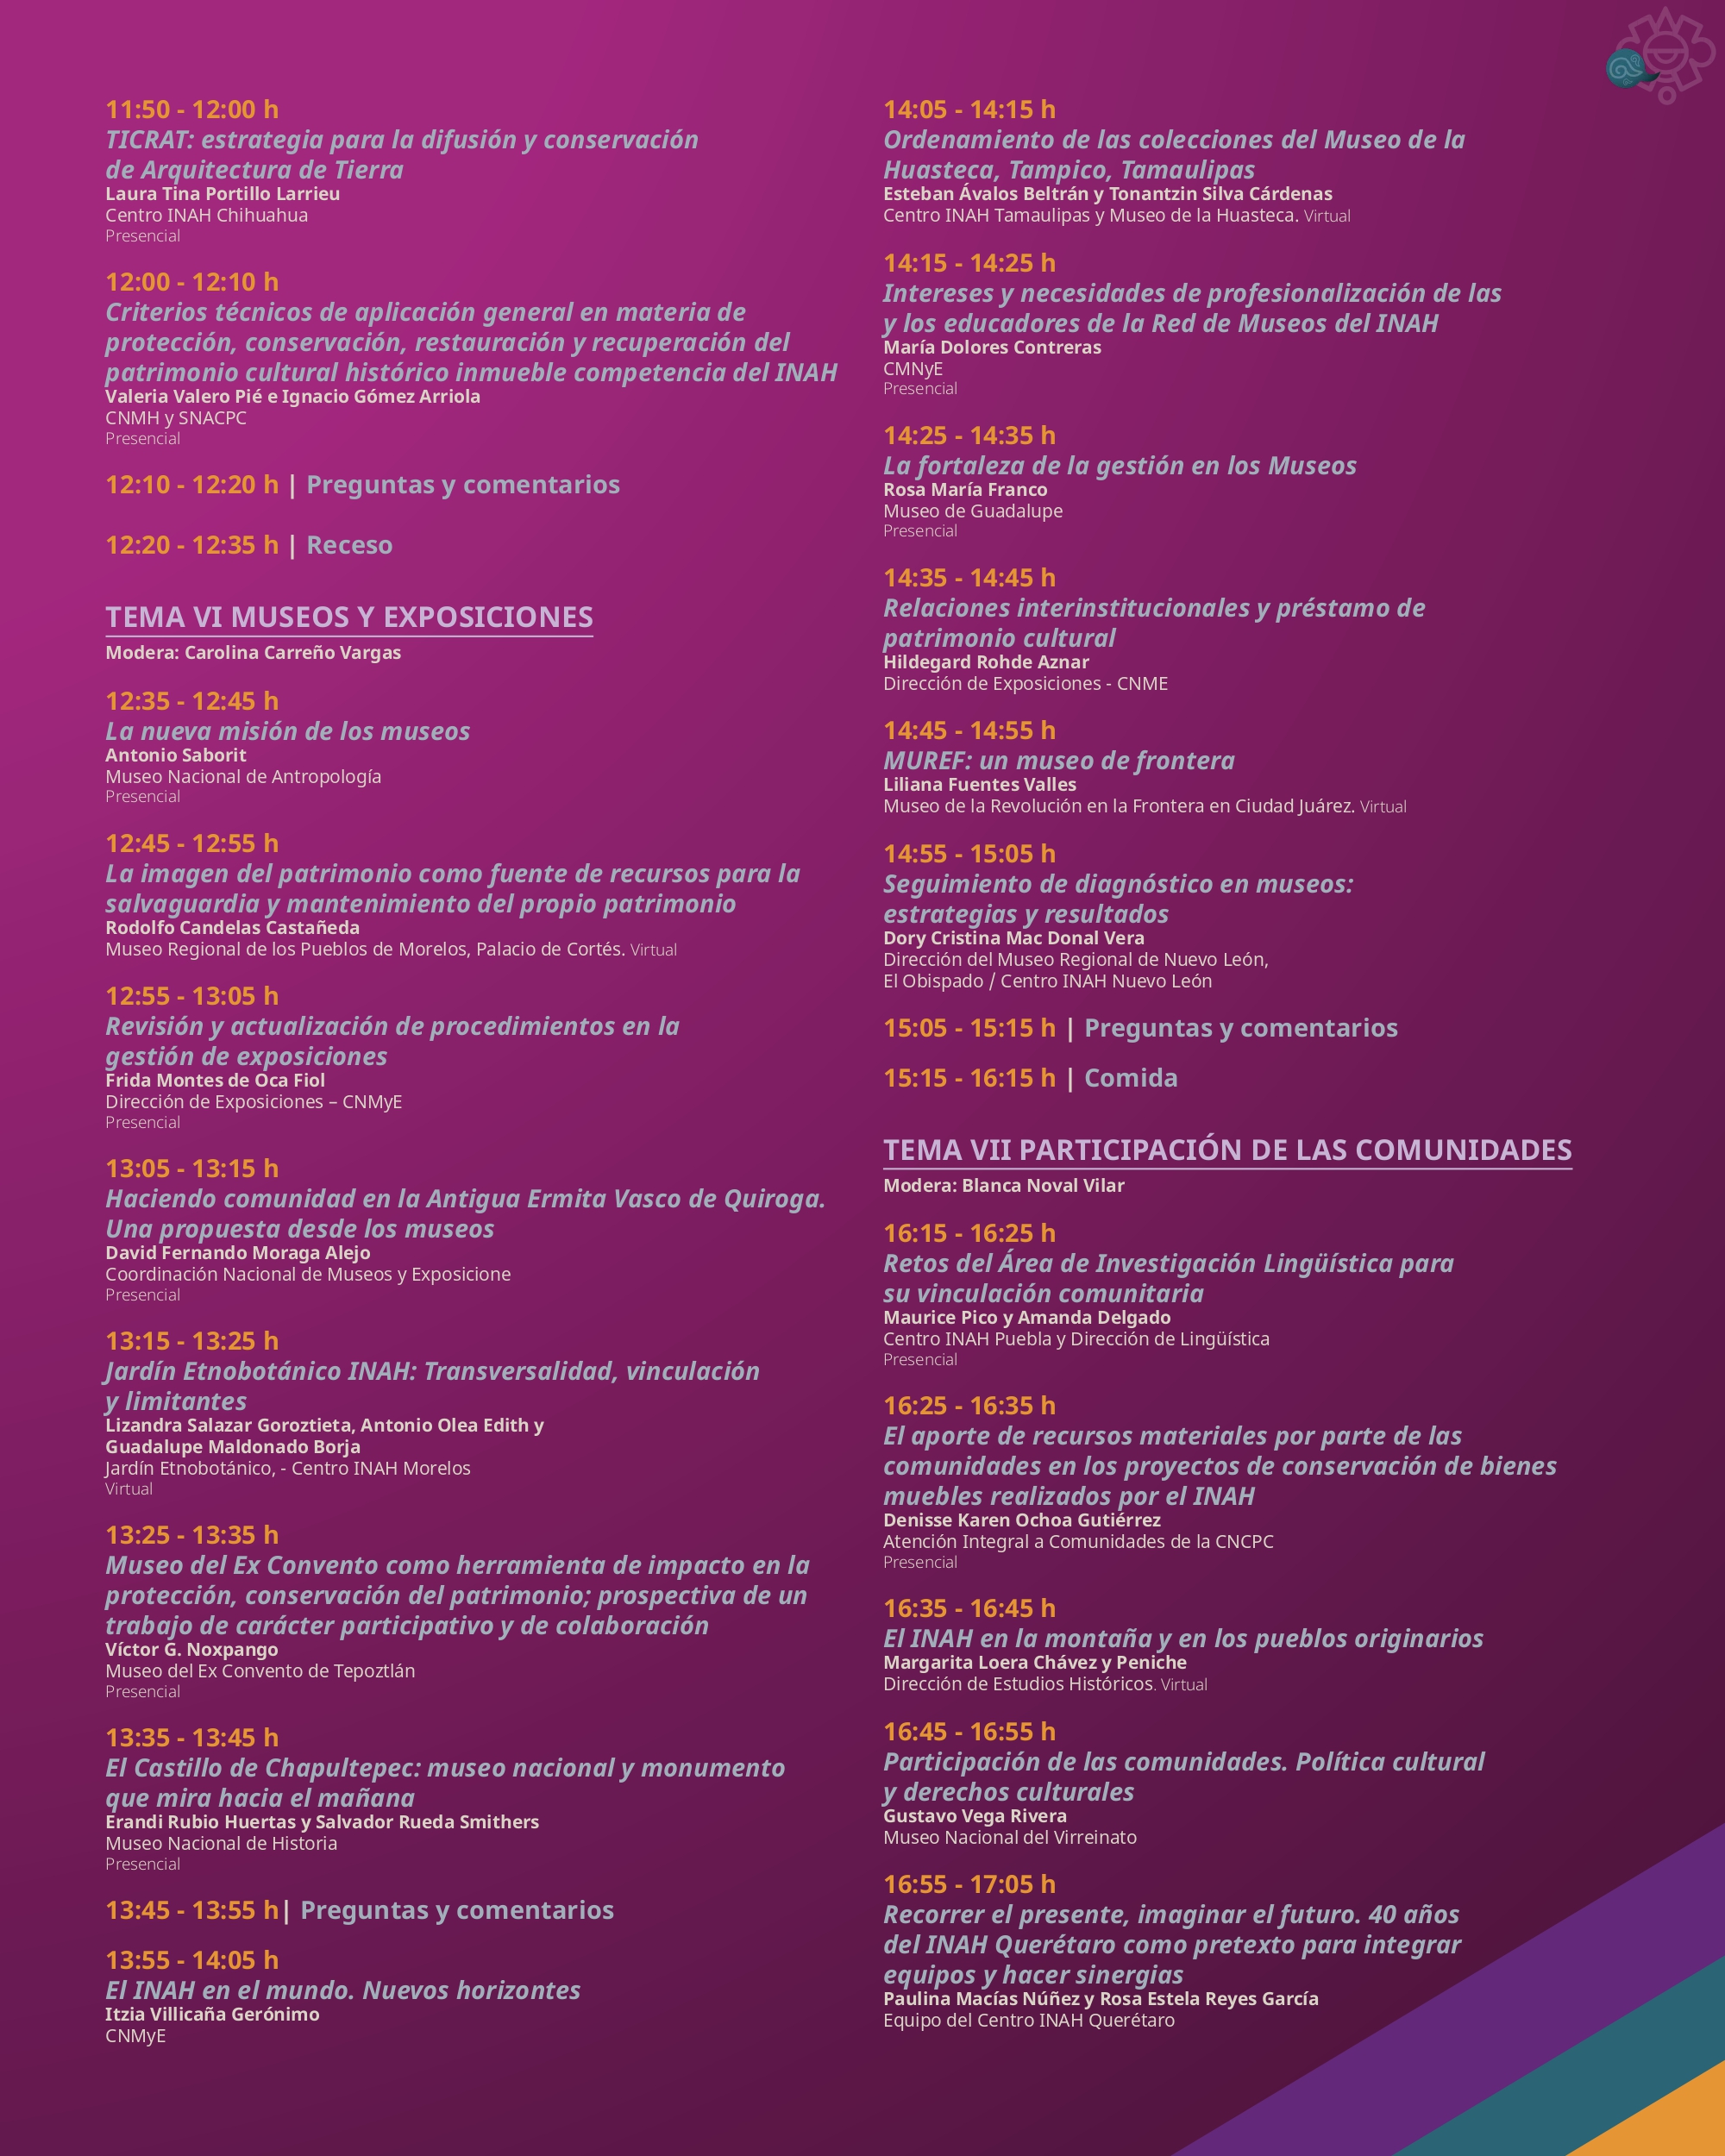 11:50 - 12:00 h
TICRAT: estrategia para la difusión y conservación
de Arquitectura de Tierra
Laura Tina Portillo Larrieu
Centro INAH Chihuahua
Presencial
12:00 - 12:10 h
Criterios técnicos de aplicación general en materia de
protección, conservación, restauración y recuperación del
patrimonio cultural histórico inmueble competencia del INAH
Valeria Valero Pié e Ignacio Gómez Arriola
CNMH y SNACPC
Presencial
12:10 - 12:20 h | Preguntas y comentarios
12:20 - 12:35 h | Receso
TEMA VI MUSEOS Y EXPOSICIONES
Modera: Carolina Carreño Vargas
12:35 - 12:45 h
La nueva misión de los museos
Antonio Saborit
Museo Nacional de Antropología
Presencial
12:45 - 12:55 h
La imagen del patrimonio como fuente de recursos para la
salvaguardia y mantenimiento del propio patrimonio
Rodolfo Candelas Castañeda
Museo Regional de los Pueblos de Morelos, Palacio de Cortés. Virtual
12:55 - 13:05 h
Revisión y actualización de procedimientos en la
gestión de exposiciones
Frida Montes de Oca Fiol
Dirección de Exposiciones – CNMyE
Presencial
13:05 - 13:15 h
Haciendo comunidad en la Antigua Ermita Vasco de Quiroga.
Una propuesta desde los museos
David Fernando Moraga Alejo
Coordinación Nacional de Museos y Exposicione
Presencial
13:15 - 13:25 h
Jardín Etnobotánico INAH: Transversalidad, vinculación
y limitantes
Lizandra Salazar Goroztieta, Antonio Olea Edith y
Guadalupe Maldonado Borja
Jardín Etnobotánico, - Centro INAH Morelos
Virtual
13:25 - 13:35 h
Museo del Ex Convento como herramienta de impacto en la
protección, conservación del patrimonio; prospectiva de un
trabajo de carácter participativo y de colaboración
Víctor G. Noxpango
Museo del Ex Convento de Tepoztlán
Presencial
13:35 - 13:45 h
El Castillo de Chapultepec: museo nacional y monumento
que mira hacia el mañana
Erandi Rubio Huertas y Salvador Rueda Smithers
Museo Nacional de Historia
Presencial
13:45 - 13:55 h| Preguntas y comentarios
13:55 - 14:05 h
El INAH en el mundo. Nuevos horizontes
Itzia Villicaña Gerónimo
CNMyE
14:05 - 14:15 h
Ordenamiento de las colecciones del Museo de la
Huasteca, Tampico, Tamaulipas
Esteban Ávalos Beltrán y Tonantzin Silva Cárdenas
Centro INAH Tamaulipas y Museo de la Huasteca. Virtual
14:15 - 14:25 h
Intereses y necesidades de profesionalización de las
y los educadores de la Red de Museos del INAH
María Dolores Contreras
CMNyE
Presencial
14:25 - 14:35 h
La fortaleza de la gestión en los Museos
Rosa María Franco
Museo de Guadalupe
Presencial
14:35 - 14:45 h
Relaciones interinstitucionales y préstamo de
patrimonio cultural
Hildegard Rohde Aznar
Dirección de Exposiciones - CNME
14:45 - 14:55 h
MUREF: un museo de frontera
Liliana Fuentes Valles
Museo de la Revolución en la Frontera en Ciudad Juárez. Virtual
14:55 - 15:05 h
Seguimiento de diagnóstico en museos:
estrategias y resultados
Dory Cristina Mac Donal Vera
Dirección del Museo Regional de Nuevo León,
El Obispado / Centro INAH Nuevo León
15:05 - 15:15 h | Preguntas y comentarios
15:15 - 16:15 h | Comida
TEMA VII PARTICIPACIÓN DE LAS COMUNIDADES
Modera: Blanca Noval Vilar
16:15 - 16:25 h
Retos del Área de Investigación Lingüística para
su vinculación comunitaria
Maurice Pico y Amanda Delgado
Centro INAH Puebla y Dirección de Lingüística
Presencial
16:25 - 16:35 h
El aporte de recursos materiales por parte de las
comunidades en los proyectos de conservación de bienes
muebles realizados por el INAH
Denisse Karen Ochoa Gutiérrez
Atención Integral a Comunidades de la CNCPC
Presencial
16:35 - 16:45 h
El INAH en la montaña y en los pueblos originarios
Margarita Loera Chávez y Peniche
Dirección de Estudios Históricos. Virtual
16:45 - 16:55 h
Participación de las comunidades. Política cultural
y derechos culturales
Gustavo Vega Rivera
Museo Nacional del Virreinato
16:55 - 17:05 h
Recorrer el presente, imaginar el futuro. 40 años
del INAH Querétaro como pretexto para integrar
equipos y hacer sinergias
Paulina Macías Núñez y Rosa Estela Reyes García
Equipo del Centro INAH Querétaro